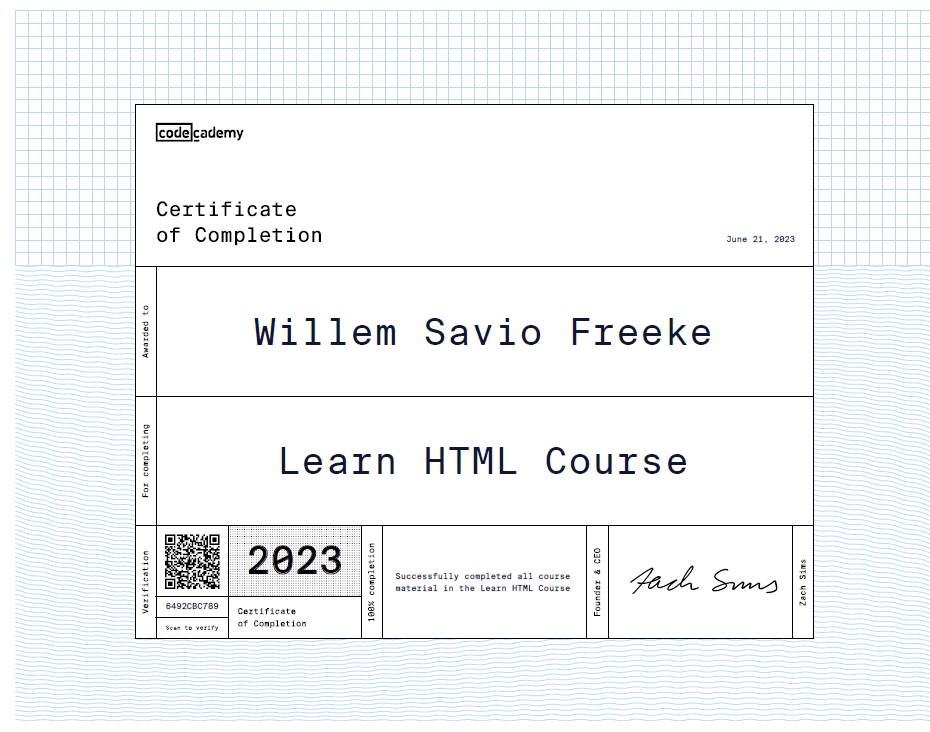 codecademy
Certificate
of Completion
June 21, 2023
Awarded to
Willem Savio Freeke
For completing
Learn HTML Course
Verification
6492CBC789
Scan to verify
2023
Certificate
of Completion
100% completion
Successfully completed all course
material in the Learn HTML Course
Founder & CEO
Zach Sims
Zach Sims